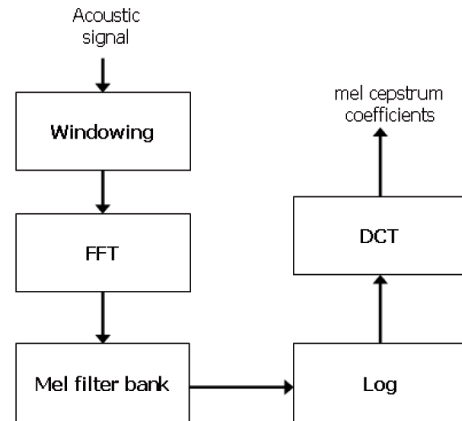 Acoustic
signal
Windowing
FFT
Mel filter bank
Log
DCT
mel cepstrum
coefficients